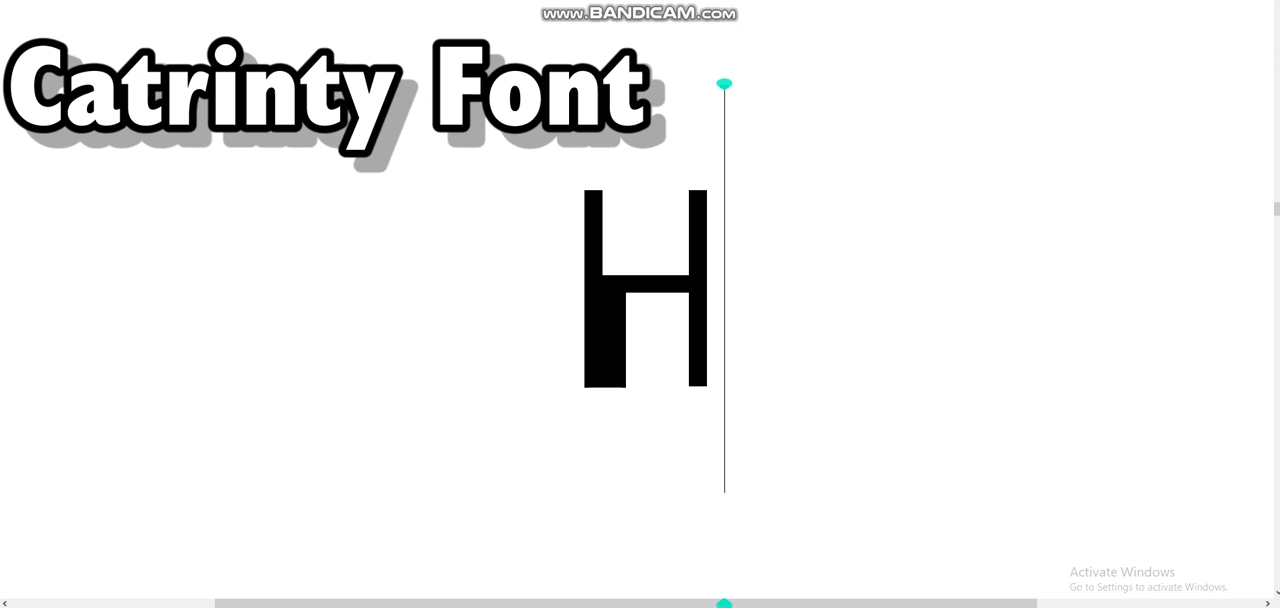 www.BANDICAM.com
Catrinty Font
H
Activate Windows
Go to Settings to activate Windows.